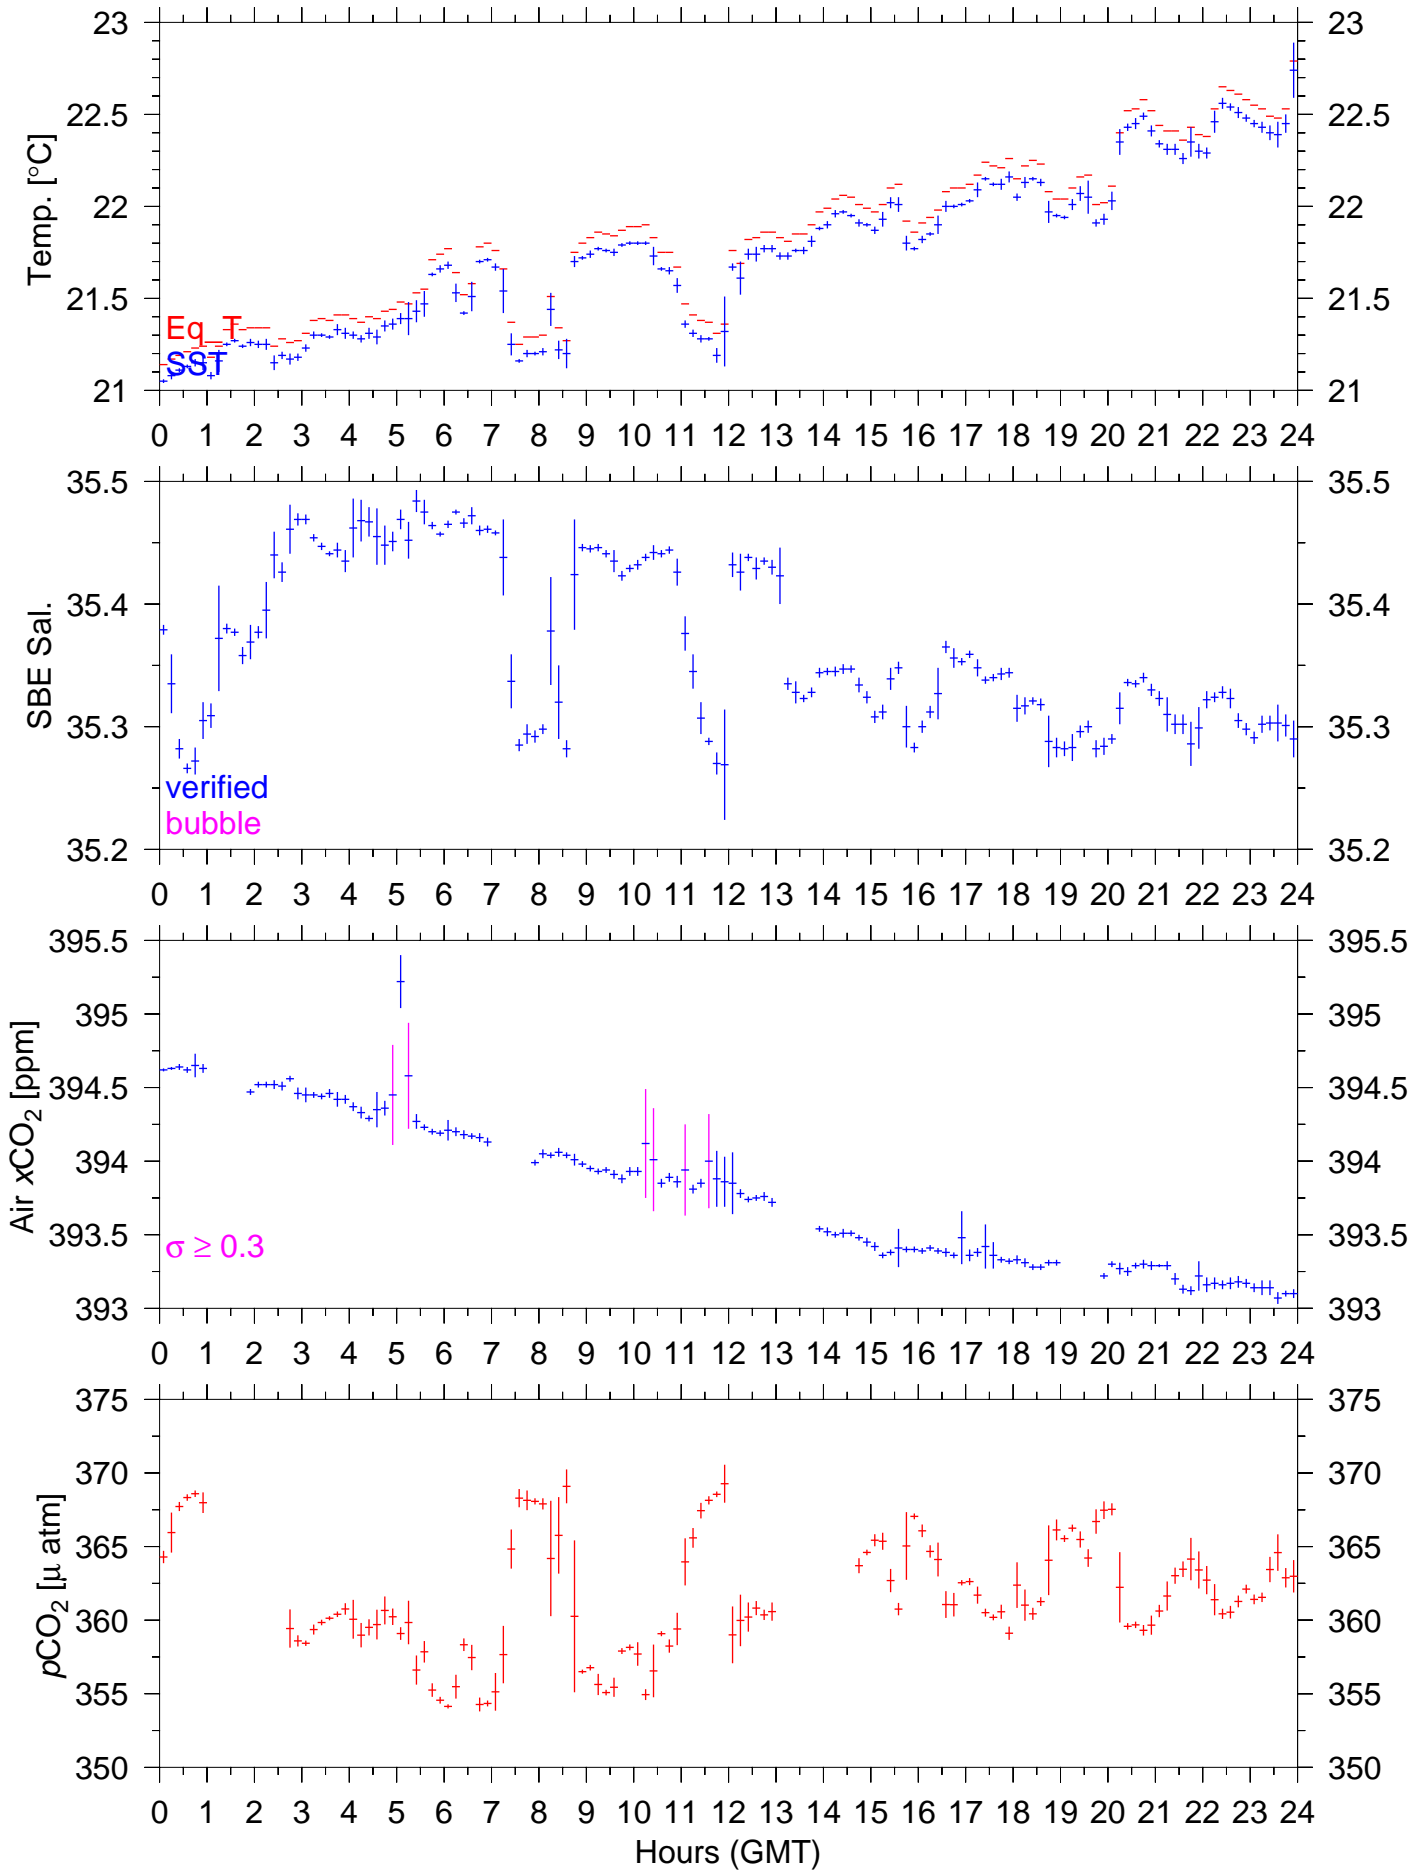 23 23
22.5 22.5
22 22
21.5 21.5
21 21
Temp. [°C]
Eq_T
SST
0 1 2 3 4 5 6 7 8 9 10 11 12 13 14 15 16 17 18 19 20 21 22 23 24
35.5 35.5
35.4 35.4
35.3 35.3
35.2 35.2
SBE Sal.
verified
bubble
0 1 2 3 4 5 6 7 8 9 10 11 12 13 14 15 16 17 18 19 20 21 22 23 24
395.5 395.5
395 395
394.5 394.5
394 394
393.5 393.5
393 393
Air xCO₂ [ppm]
σ ≥ 0.3
0 1 2 3 4 5 6 7 8 9 10 11 12 13 14 15 16 17 18 19 20 21 22 23 24
375 375
370 370
365 365
360 360
355 355
350 350
pCO₂ [μ atm]
0 1 2 3 4 5 6 7 8 9 10 11 12 13 14 15 16 17 18 19 20 21 22 23 24
Hours (GMT)